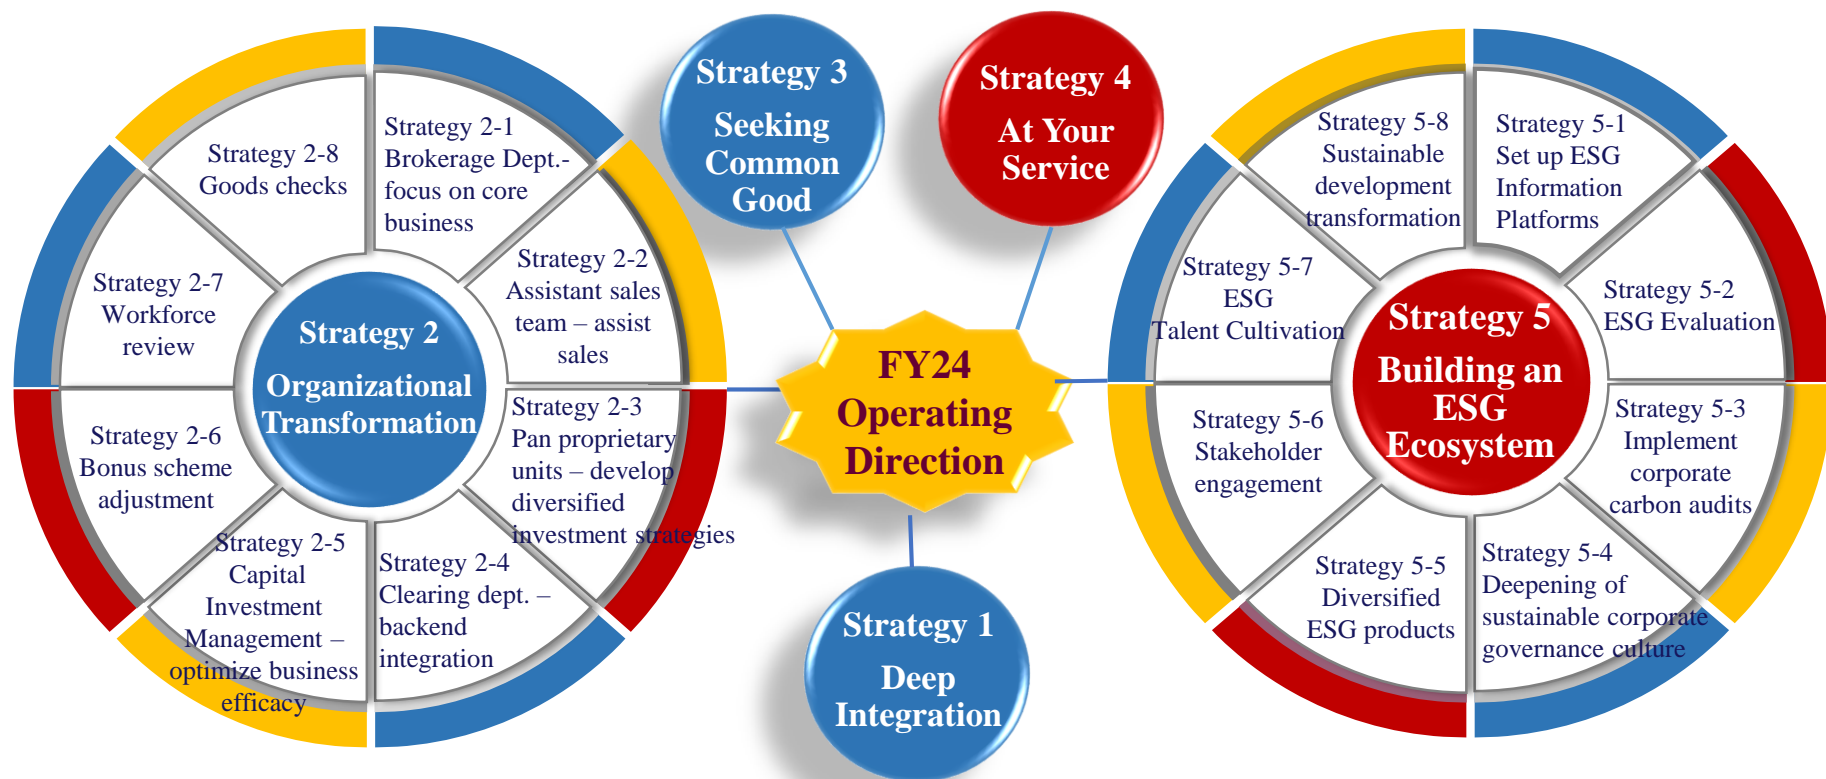 Strategy 2
Organizational
Transformation
Strategy 2-1
Brokerage Dept.-
focus on core
business
Strategy 2-2
Assistant sales
team – assist
sales
Strategy 2-3
Pan proprietary
units – develop
diversified
investment strategies
Strategy 2-4
Clearing dept. –
backend
integration
Strategy 2-5
Capital
Investment
Management –
optimize business
efficacy
Strategy 2-6
Bonus scheme
adjustment
Strategy 2-7
Workforce
review
Strategy 2-8
Goods checks
Strategy 3
Seeking
Common
Good
Strategy 4
At Your
Service
FY24
Operating
Direction
Strategy 1
Deep
Integration
Strategy 5
Building an
ESG
Ecosystem
Strategy 5-1
Set up ESG
Information
Platforms
Strategy 5-2
ESG Evaluation
Strategy 5-3
Implement
corporate
carbon audits
Strategy 5-4
Deepening of
sustainable corporate
governance culture
Strategy 5-5
Diversified
ESG products
Strategy 5-6
Stakeholder
engagement
Strategy 5-7
ESG
Talent Cultivation
Strategy 5-8
Sustainable
development
transformation